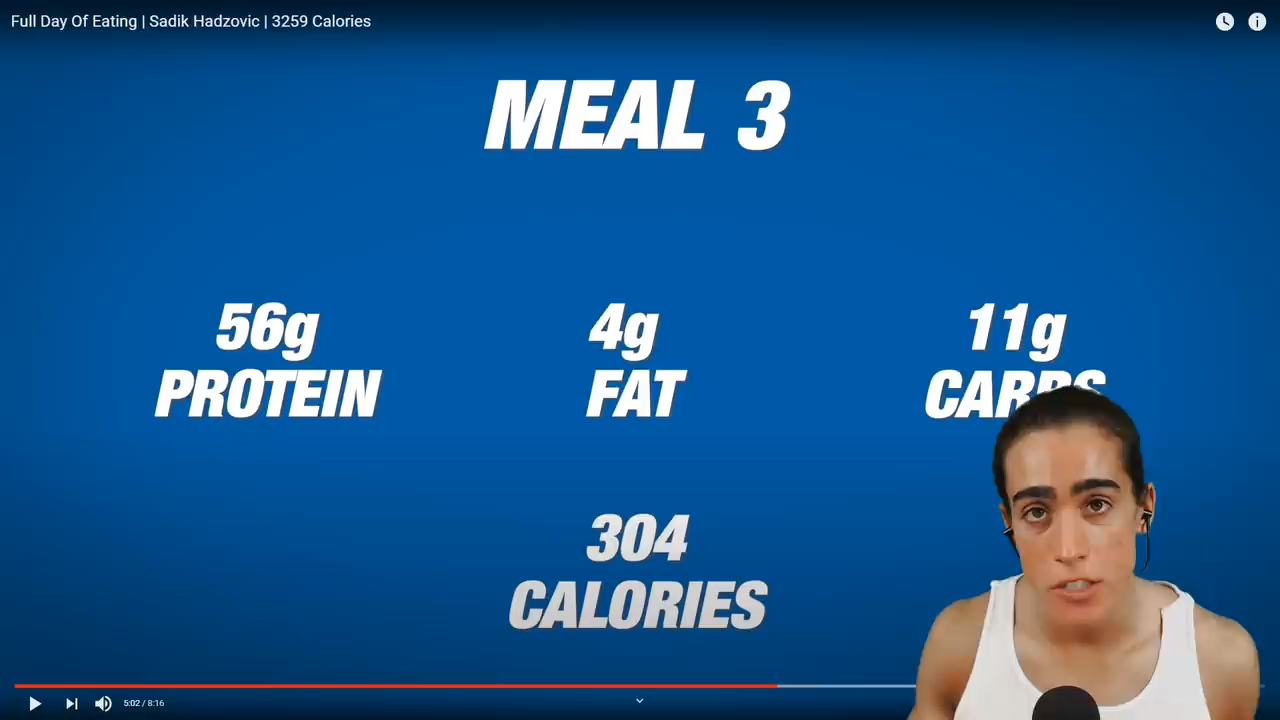 Full Day Of Eating | Sadik Hadzovic | 3259 Calories
MEAL 3
56g
PROTEIN
4g
FAT
11g
CARBS
304
CALORIES
5:02 / 8:16